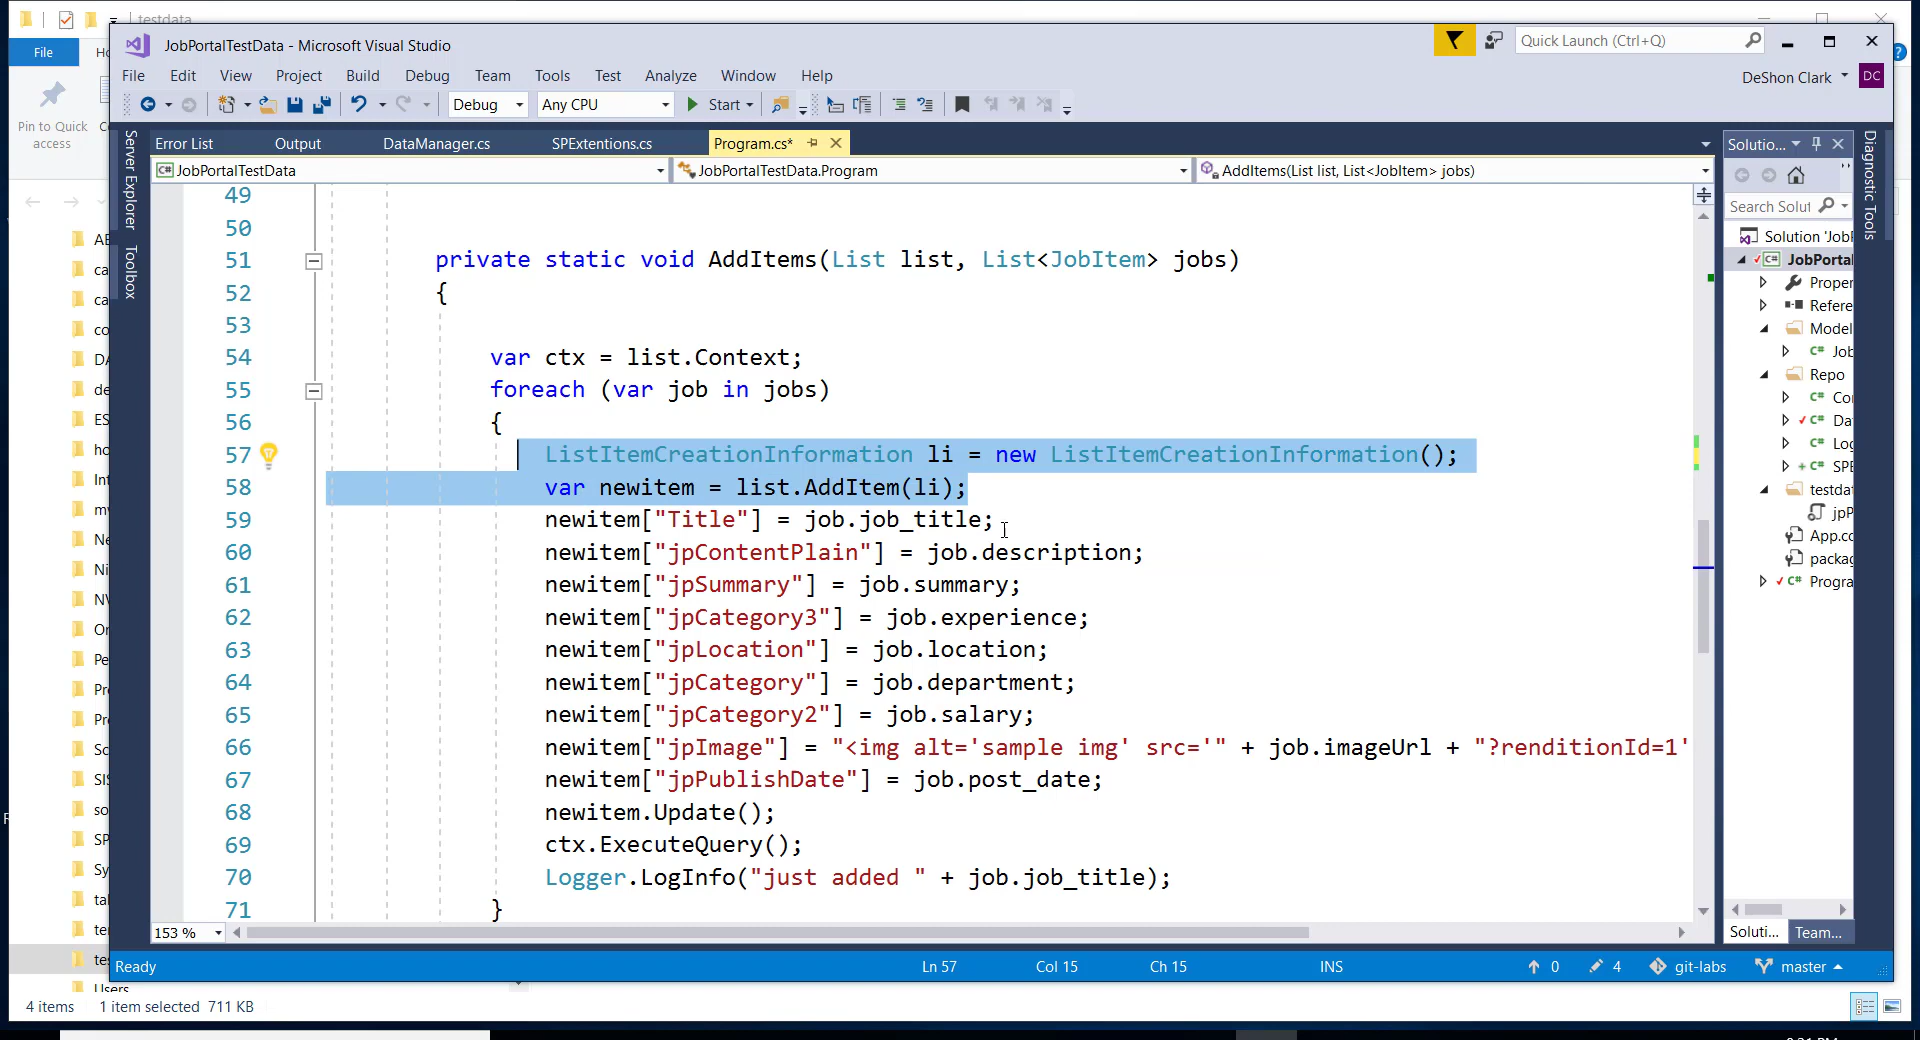 testdata
File
Pin to Quick
access
JobPortalTestData - Microsoft Visual Studio
Quick Launch (Ctrl+Q)
File Edit View Project Build Debug Team Tools Test Analyze Window Help
DeShon Clark DC
Debug Any CPU Start
Error List Output DataManager.cs SPExtentions.cs Program.cs*
JobPortalTestData JobPortalTestData.Program AddItems(List list, List<JobItem> jobs)
Server Explorer
Toolbox
49
50
51 private static void AddItems(List list, List<JobItem> jobs)
52 {
53
54 var ctx = list.Context;
55 foreach (var job in jobs)
56 {
57 ListItemCreationInformation li = new ListItemCreationInformation();
58 var newitem = list.AddItem(li);
59 newitem["Title"] = job.job_title;
60 newitem["jpContentPlain"] = job.description;
61 newitem["jpSummary"] = job.summary;
62 newitem["jpCategory3"] = job.experience;
63 newitem["jpLocation"] = job.location;
64 newitem["jpCategory"] = job.department;
65 newitem["jpCategory2"] = job.salary;
66 newitem["jpImage"] = "<img alt='sample img' src='" + job.imageUrl + "?renditionId=1'
67 newitem["jpPublishDate"] = job.post_date;
68 newitem.Update();
69 ctx.ExecuteQuery();
70 Logger.LogInfo("just added " + job.job_title);
71 }
153 %
Solutio...
Search Solut
Solution 'JobP
JobPorta
Proper
Refere
Model
Job
Repo
Co
Dat
Log
SPE
testda
jpP
App.co
packag
Progra
Soluti... Team...
Diagnostic Tools
Ready Ln 57 Col 15 Ch 15 INS 0 4 git-labs master
Users
4 items 1 item selected 711 KB